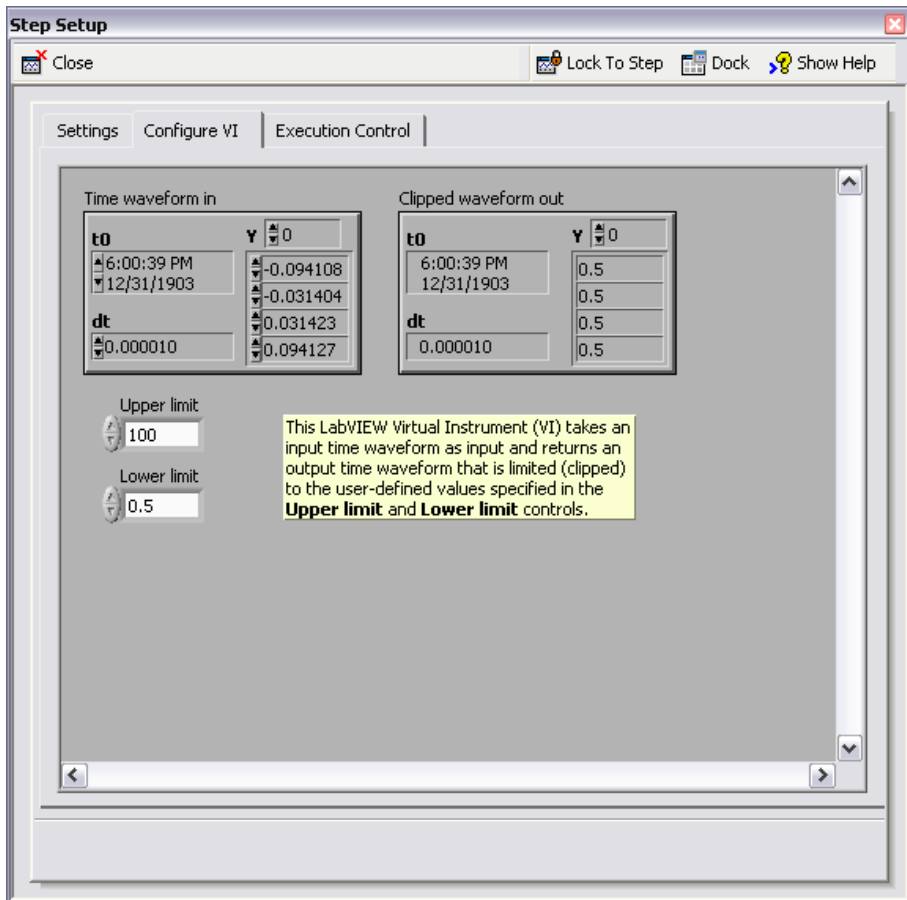 Step Setup
Close
Lock To Step
Dock
Show Help
Settings
Configure VI
Execution Control
Time waveform in
t0
6:00:39 PM
12/31/1903
dt
0.000010
Y
0
-0.094108
-0.031404
0.031423
0.094127
Clipped waveform out
t0
6:00:39 PM
12/31/1903
dt
0.000010
Y
0
0.5
0.5
0.5
0.5
Upper limit
100
Lower limit
0.5
This LabVIEW Virtual Instrument (VI) takes an
input time waveform as input and returns an
output time waveform that is limited (clipped)
to the user-defined values specified in the
Upper limit and Lower limit controls.